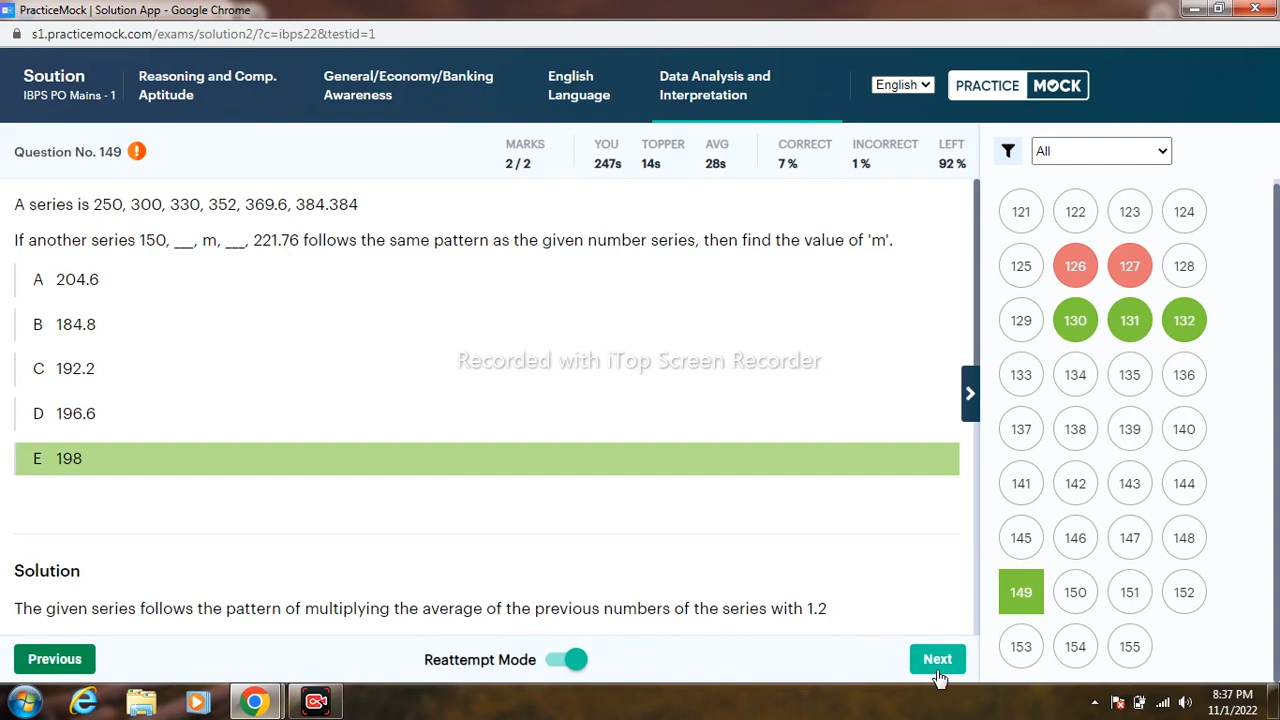 PracticeMock | Solution App - Google Chrome
s1.practicemock.com/exams/solution2/?c=ibps22&testid=1
Soution
IBPS PO Mains - 1
Reasoning and Comp. Aptitude
General/Economy/Banking Awareness
English Language
Data Analysis and Interpretation
English
PRACTICE MOCK
Question No. 149
MARKS YOU TOPPER AVG CORRECT INCORRECT LEFT
2 / 2 247s 14s 28s 7 % 1 % 92 %
All
A series is 250, 300, 330, 352, 369.6, 384.384
If another series 150, ___, m, ___, 221.76 follows the same pattern as the given number series, then find the value of 'm'.
A 204.6
B 184.8
C 192.2
D 196.6
E 198
Recorded with iTop Screen Recorder
Solution
The given series follows the pattern of multiplying the average of the previous numbers of the series with 1.2
121 122 123 124
125 126 127 128
129 130 131 132
133 134 135 136
137 138 139 140
141 142 143 144
145 146 147 148
149 150 151 152
153 154 155
Previous
Reattempt Mode
Next
8:37 PM
11/1/2022